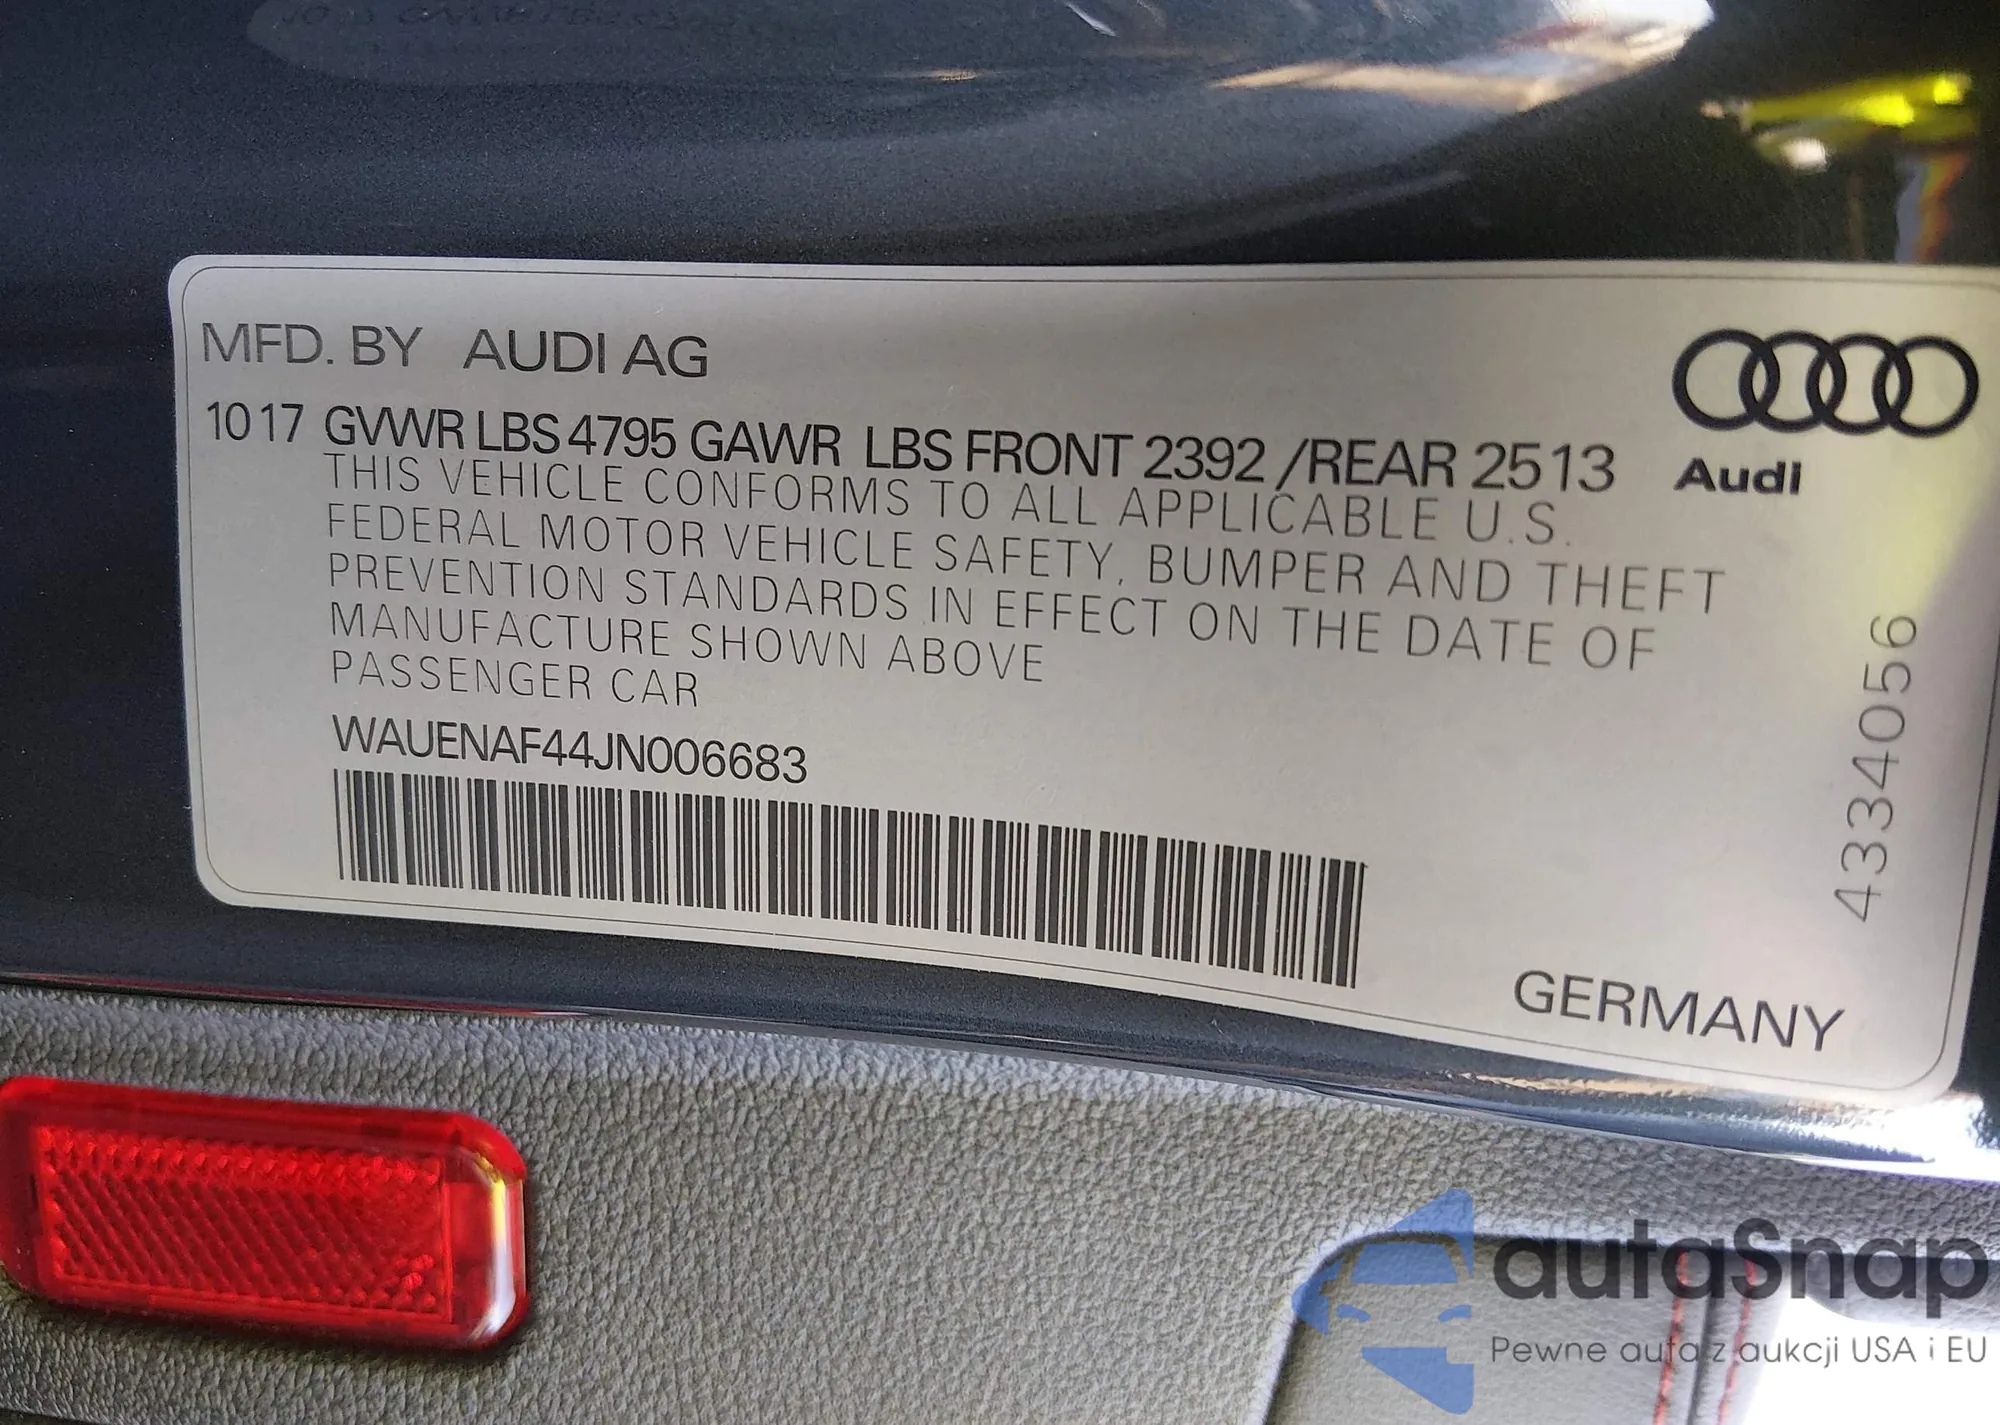 MFD. BY AUDI AG
10 17 GVWR LBS 4795 GAWR LBS FRONT 2392 /REAR 2513
THIS VEHICLE CONFORMS TO ALL APPLICABLE U.S.
FEDERAL MOTOR VEHICLE SAFETY, BUMPER AND THEFT
PREVENTION STANDARDS IN EFFECT ON THE DATE OF
MANUFACTURE SHOWN ABOVE
PASSENGER CAR
WAUENAF44JN006683
Audi
4334056
GERMANY
autaSnap
Pewne auta z aukcji USA i EU